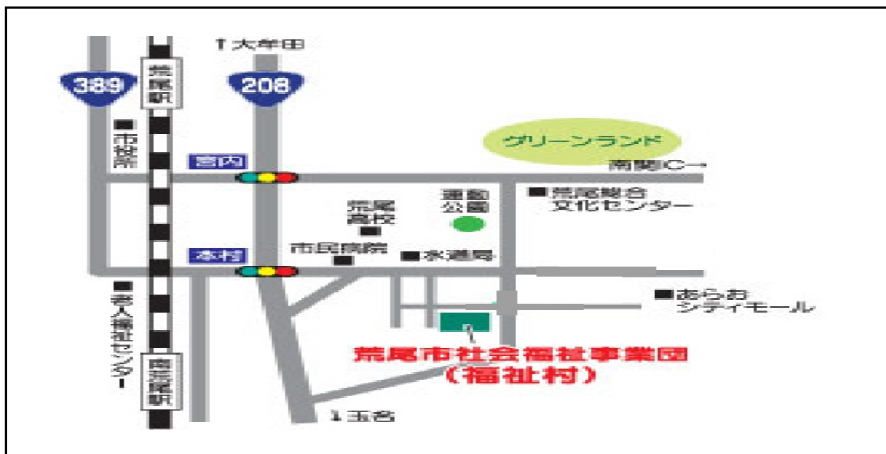 ↑大牟田
389
荒尾駅
208
市役所
宮内
グリーンランド
南関IC→
荒尾
高校
運動
公園
荒尾総合
文化センター
本村
市民病院
水道局
老人福祉センター
あらお
シティモール
荒尾市社会福祉事業団
(福祉村)
南荒尾駅
↓玉名